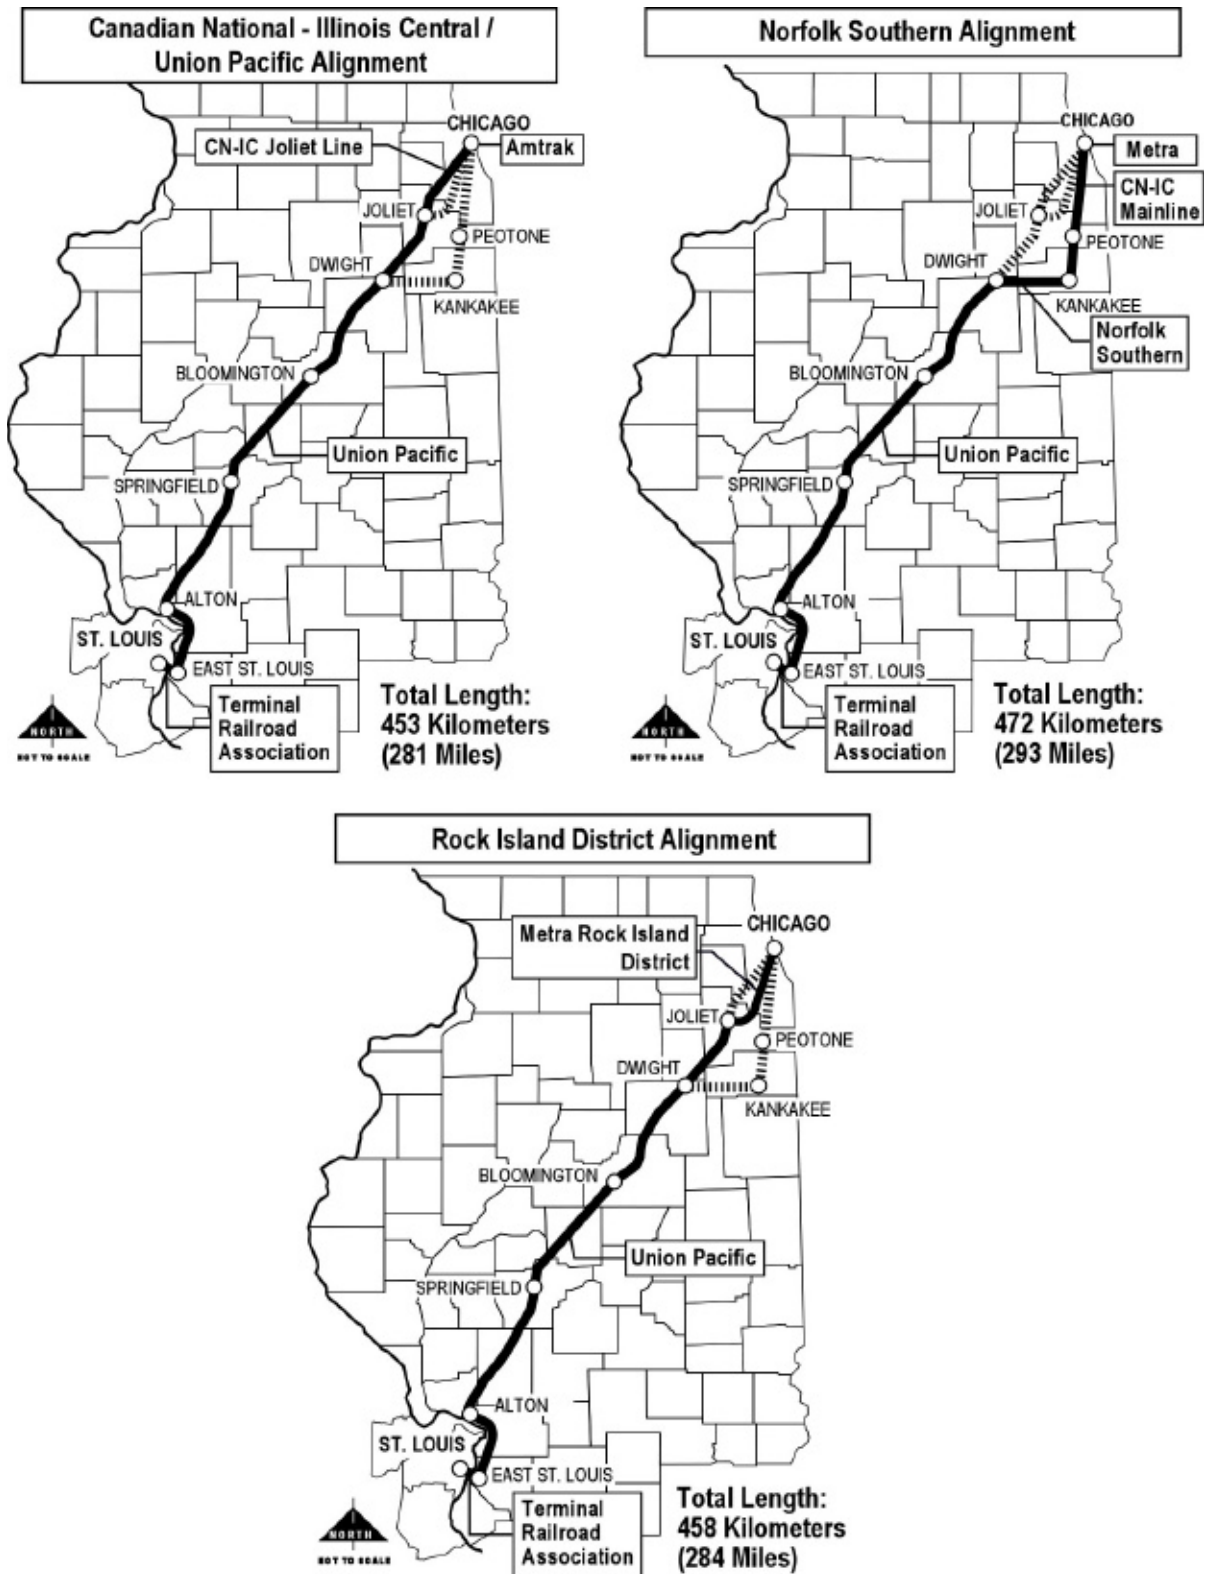 Canadian National - Illinois Central /
Union Pacific Alignment
CHICAGO
CN-IC Joliet Line
Amtrak
JOLIET
PEOTONE
DWIGHT
KANKAKEE
BLOOMINGTON
Union Pacific
SPRINGFIELD
ALTON
ST. LOUIS
EAST ST. LOUIS
Terminal
Railroad
Association
Total Length:
453 Kilometers
(281 Miles)
NORTH
NOT TO SCALE
Norfolk Southern Alignment
CHICAGO
Metra
CN-IC
Mainline
JOLIET
PEOTONE
DWIGHT
KANKAKEE
Norfolk
Southern
BLOOMINGTON
Union Pacific
SPRINGFIELD
ALTON
ST. LOUIS
EAST ST. LOUIS
Terminal
Railroad
Association
Total Length:
472 Kilometers
(293 Miles)
NORTH
NOT TO SCALE
Rock Island District Alignment
CHICAGO
Metra Rock Island
District
JOLIET
PEOTONE
DWIGHT
KANKAKEE
BLOOMINGTON
Union Pacific
SPRINGFIELD
ALTON
ST. LOUIS
EAST ST. LOUIS
Terminal
Railroad
Association
Total Length:
458 Kilometers
(284 Miles)
NORTH
NOT TO SCALE